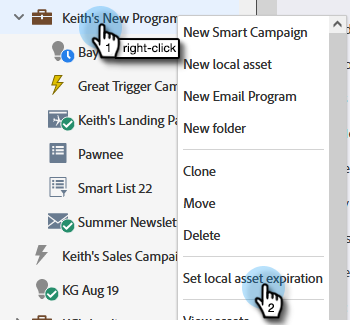 Keith's New Program
1 right-click
Bay
Great Trigger Cam
Keith's Landing Pa
Pawnee
Smart List 22
Summer Newslet
Keith's Sales Campai
KG Aug 19
New Smart Campaign
New local asset
New Email Program
New folder
Clone
Move
Delete
Set local asset expiration
2
View assets